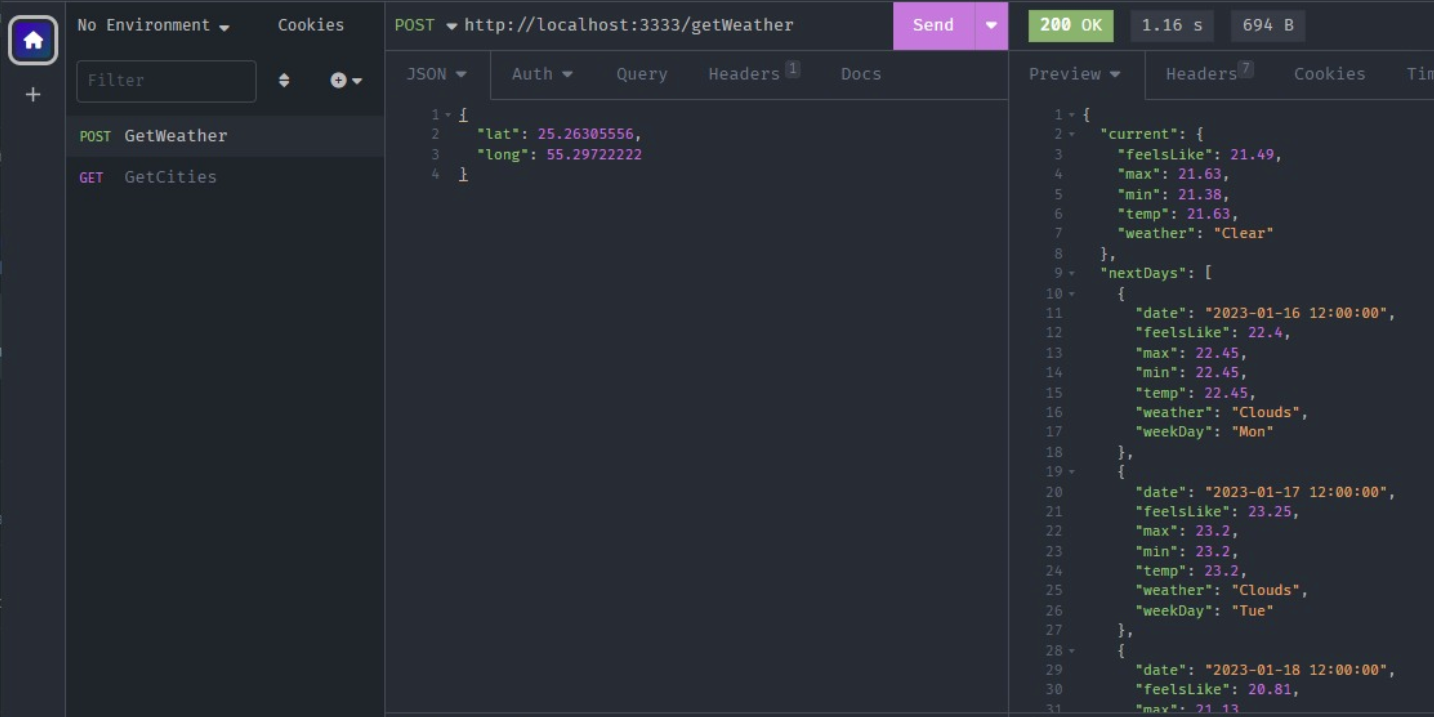 No Environment Cookies
Filter
POST GetWeather
GET GetCities
POST http://localhost:3333/getWeather Send
JSON Auth Query Headers 1 Docs
1 {
2 "lat": 25.26305556,
3 "long": 55.29722222
4 }
200 OK 1.16 s 694 B
Preview Headers 7 Cookies Tim
1 {
2 "current": {
3 "feelsLike": 21.49,
4 "max": 21.63,
5 "min": 21.38,
6 "temp": 21.63,
7 "weather": "Clear"
8 },
9 "nextDays": [
10 {
11 "date": "2023-01-16 12:00:00",
12 "feelsLike": 22.4,
13 "max": 22.45,
14 "min": 22.45,
15 "temp": 22.45,
16 "weather": "Clouds",
17 "weekDay": "Mon"
18 },
19 {
20 "date": "2023-01-17 12:00:00",
21 "feelsLike": 23.25,
22 "max": 23.2,
23 "min": 23.2,
24 "temp": 23.2,
25 "weather": "Clouds",
26 "weekDay": "Tue"
27 },
28 {
29 "date": "2023-01-18 12:00:00",
30 "feelsLike": 20.81,
31 "max": 21.13